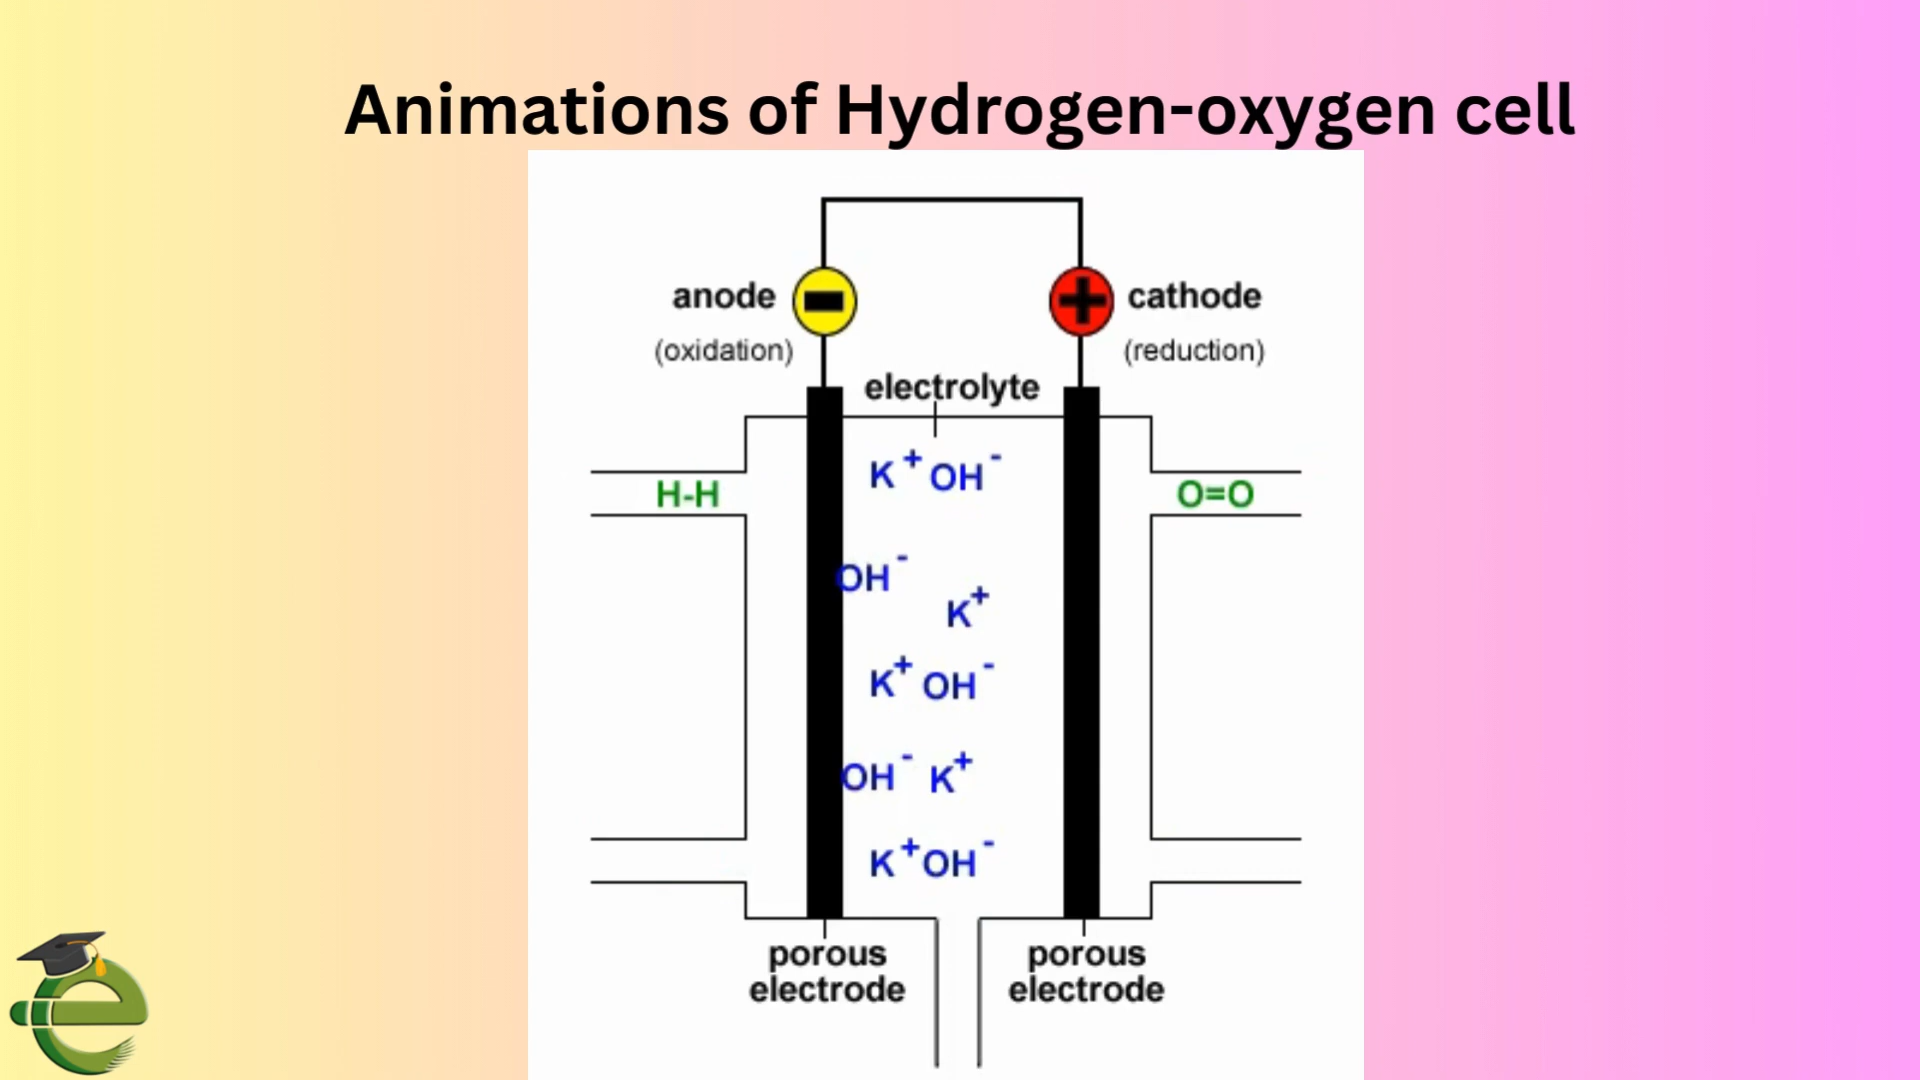 Animations of Hydrogen-oxygen cell
anode
cathode
(oxidation)
(reduction)
electrolyte
K+ OH-
H-H
O=O
OH-
K+
K+ OH-
OH- K+
K+ OH-
porous
electrode
porous
electrode